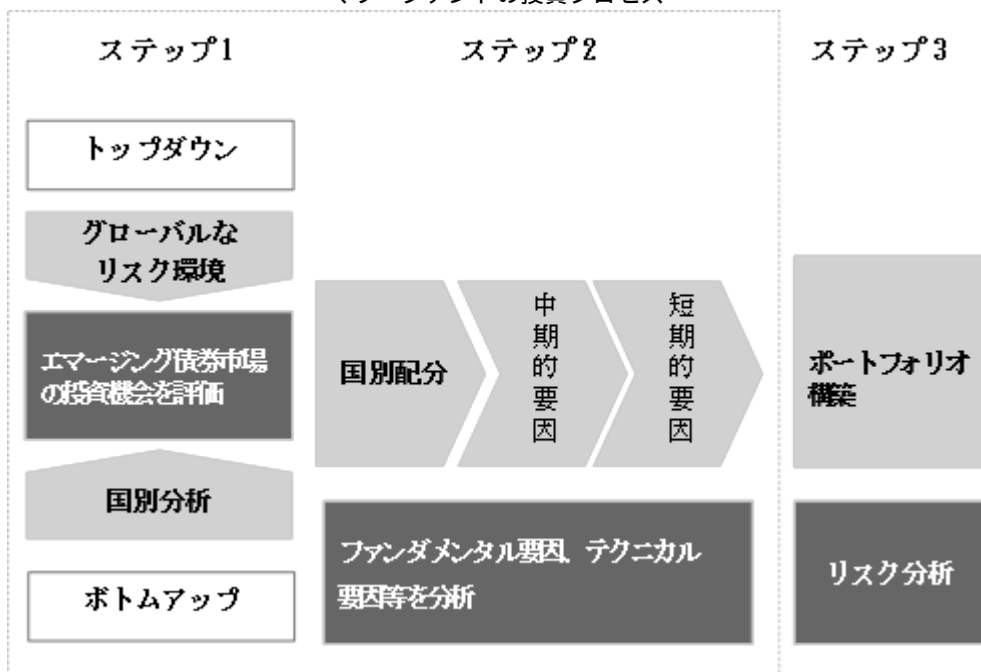 ステップ1
トップダウン
グローバルな
リスク環境
エマージング債券市場
の投資機会を評価
国別分析
ボトムアップ
ステップ2
国別配分
中期的要因
短期的要因
ファンダメンタル要因、テクニカル
要因等を分析
ステップ3
ポートフォリオ
構築
リスク分析